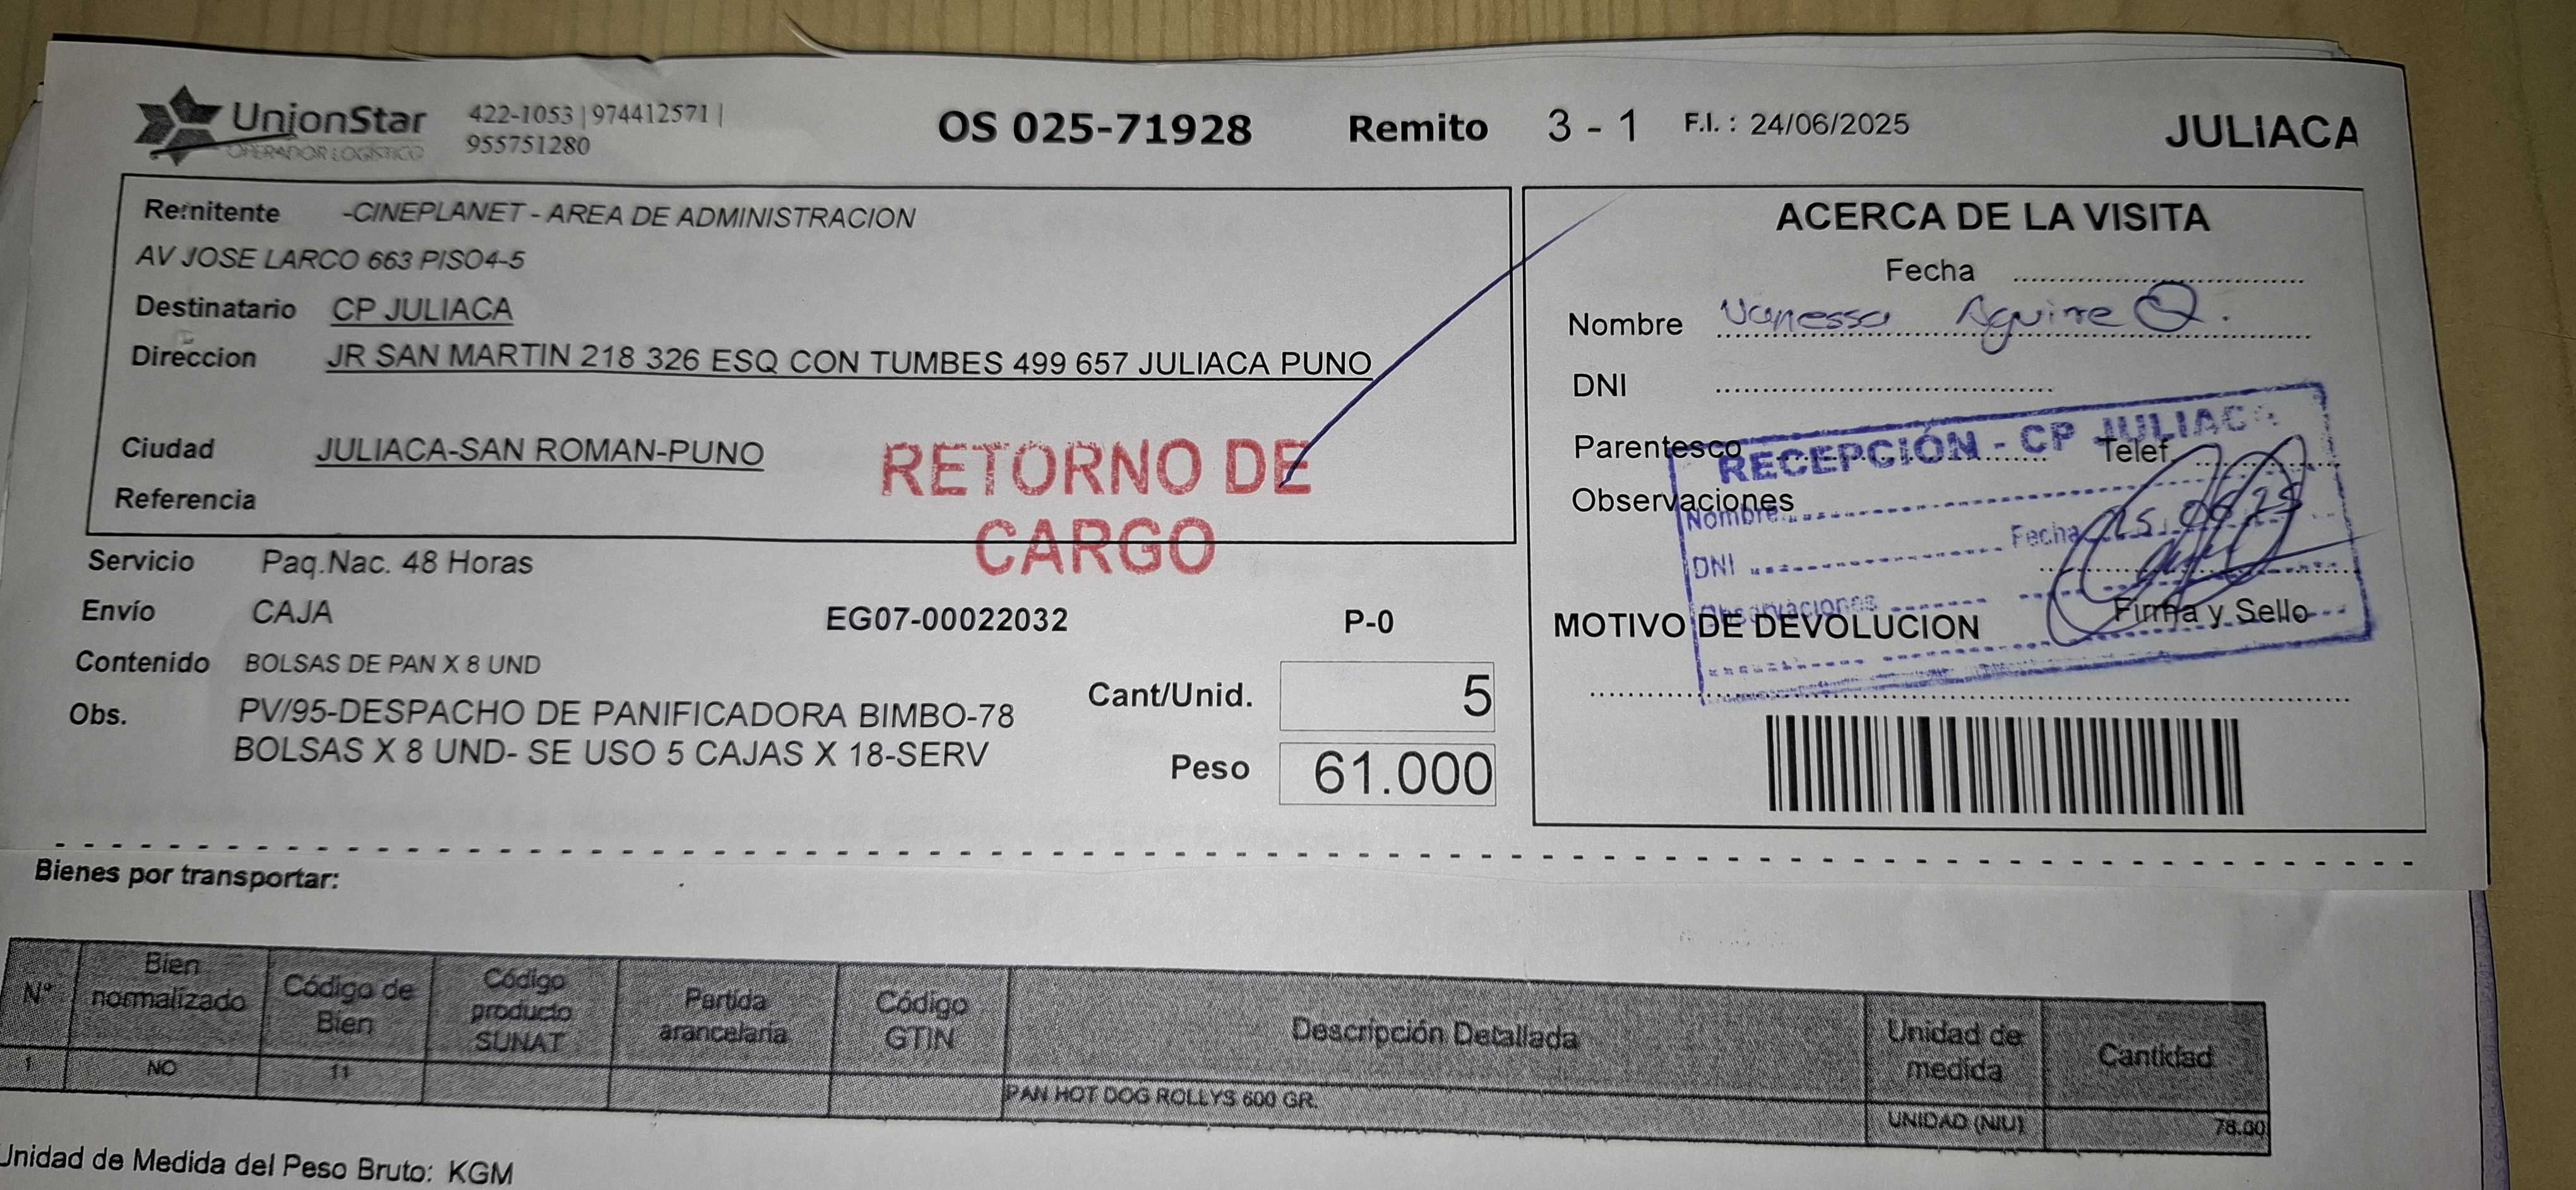 UnionStar
OPERADOR LOGÍSTICO
422-1053 | 974412571 |
955751280
OS 025-71928 Remito 3 - 1 F.I. : 24/06/2025 JULIACA
Remitente -CINEPLANET - AREA DE ADMINISTRACION
AV JOSE LARCO 663 PISO4-5
Destinatario CP JULIACA
Direccion JR SAN MARTIN 218 326 ESQ CON TUMBES 499 657 JULIACA PUNO
Ciudad JULIACA-SAN ROMAN-PUNO
Referencia
RETORNO DE
CARGO
Servicio Paq.Nac. 48 Horas
Envío CAJA EG07-00022032 P-0
Contenido BOLSAS DE PAN X 8 UND
Obs. PV/95-DESPACHO DE PANIFICADORA BIMBO-78
BOLSAS X 8 UND- SE USO 5 CAJAS X 18-SERV
Cant/Unid. 5
Peso 61.000
ACERCA DE LA VISITA
Fecha
Nombre Vanessa Aguirre Q.
DNI
Parentesco Telef.
Observaciones
RECEPCIÓN - CP JULIACA
Nombre
DNI Fecha
Observaciones
Firma y Sello
MOTIVO DE DEVOLUCION
Bienes por transportar:
N° Bien normalizado Código de Bien Código producto SUNAT Partida arancelaria Código GTIN Descripción Detallada Unidad de medida Cantidad
1 NO 11 PAN HOT DOG ROLLYS 600 GR. UNIDAD (NIU) 78.00
Unidad de Medida del Peso Bruto: KGM